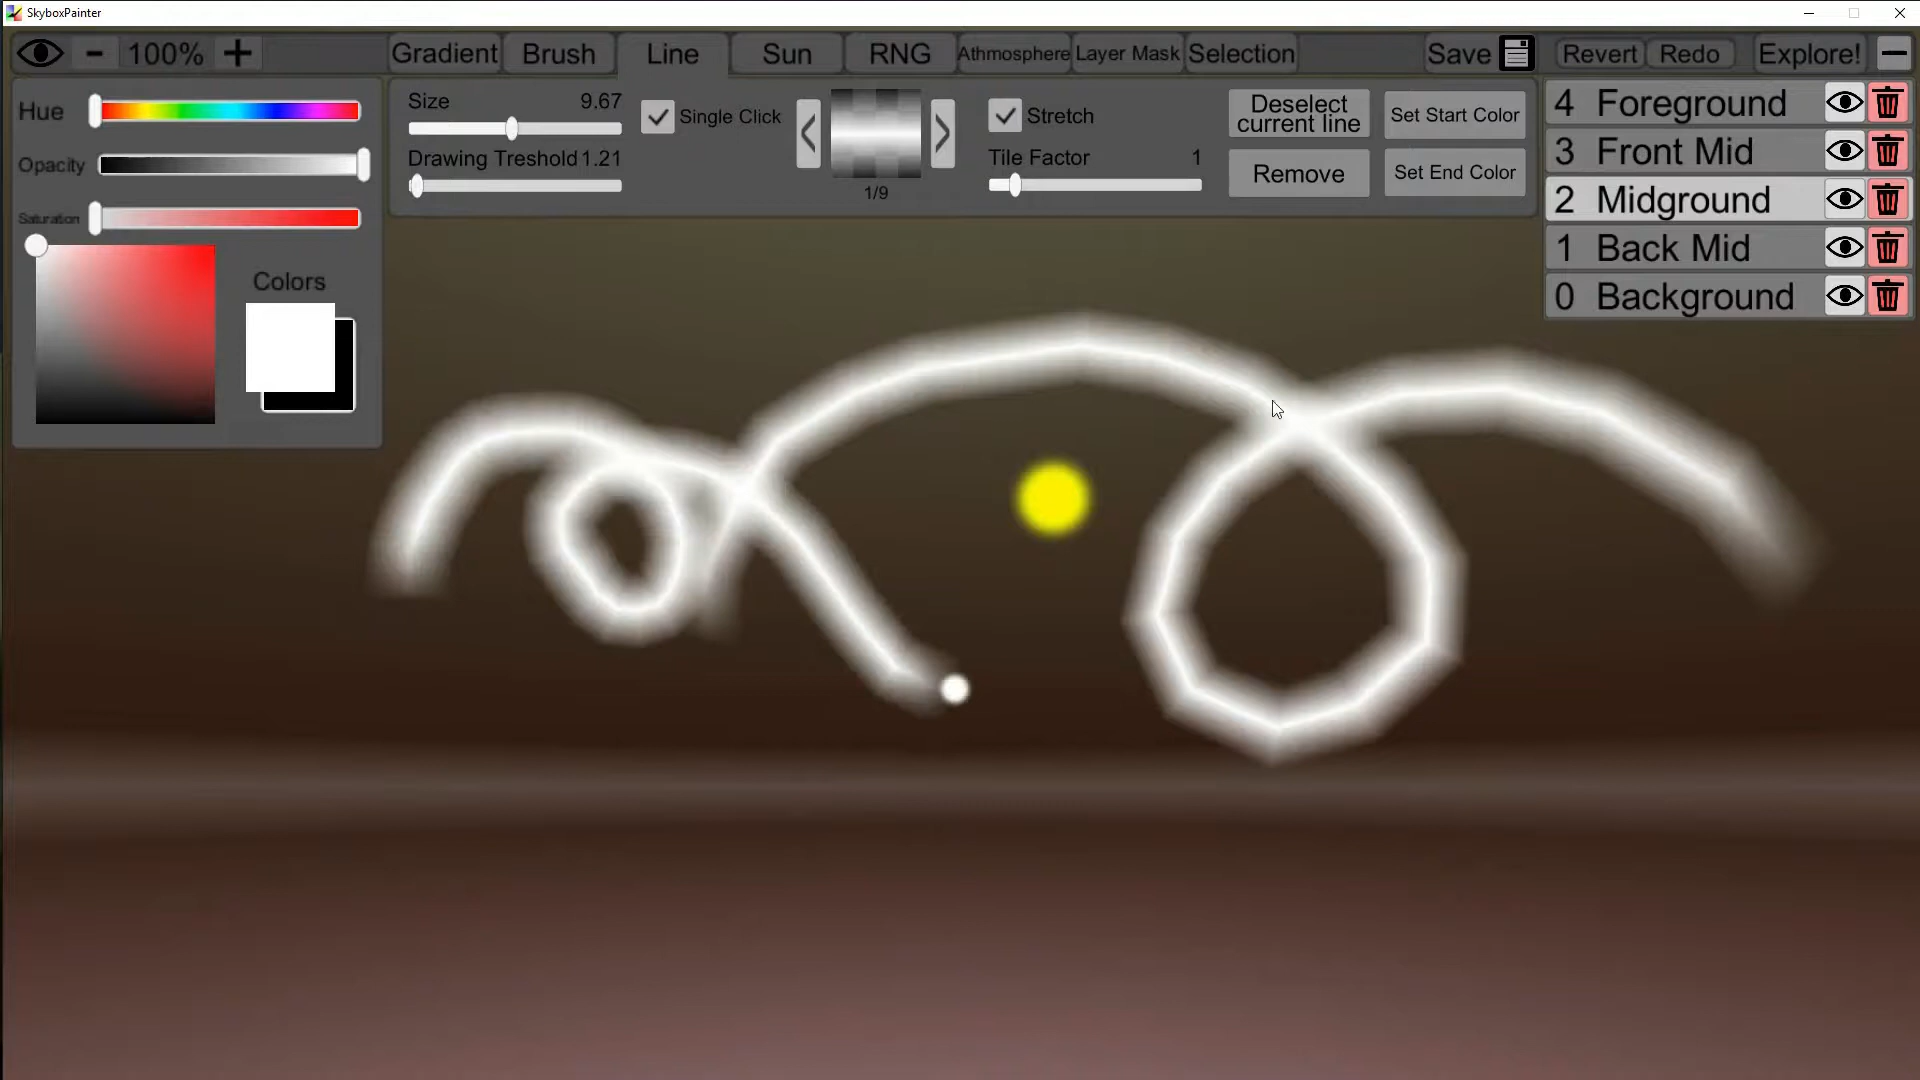 SkyboxPainter
100%
Gradient
Brush
Line
Sun
RNG
Athmosphere
Layer Mask
Selection
Save
Revert
Redo
Explore!
Hue
Opacity
Saturation
Colors
Size 9.67
Drawing Treshold 1.21
Single Click
1/9
Stretch
Tile Factor 1
Deselect
current line
Remove
Set Start Color
Set End Color
4 Foreground
3 Front Mid
2 Midground
1 Back Mid
0 Background